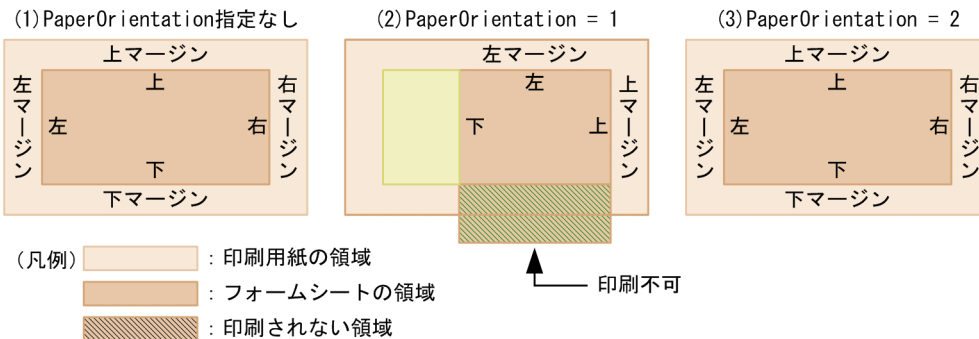 (1)PaperOrientation指定なし
上マージン
左マージン
上
左
右
下
右マージン
下マージン
(2)PaperOrientation = 1
左マージン
左
下
上
上マージン
印刷不可
(3)PaperOrientation = 2
上マージン
左マージン
上
左
右
下
右マージン
下マージン
(凡例)
：印刷用紙の領域
：フォームシートの領域
：印刷されない領域